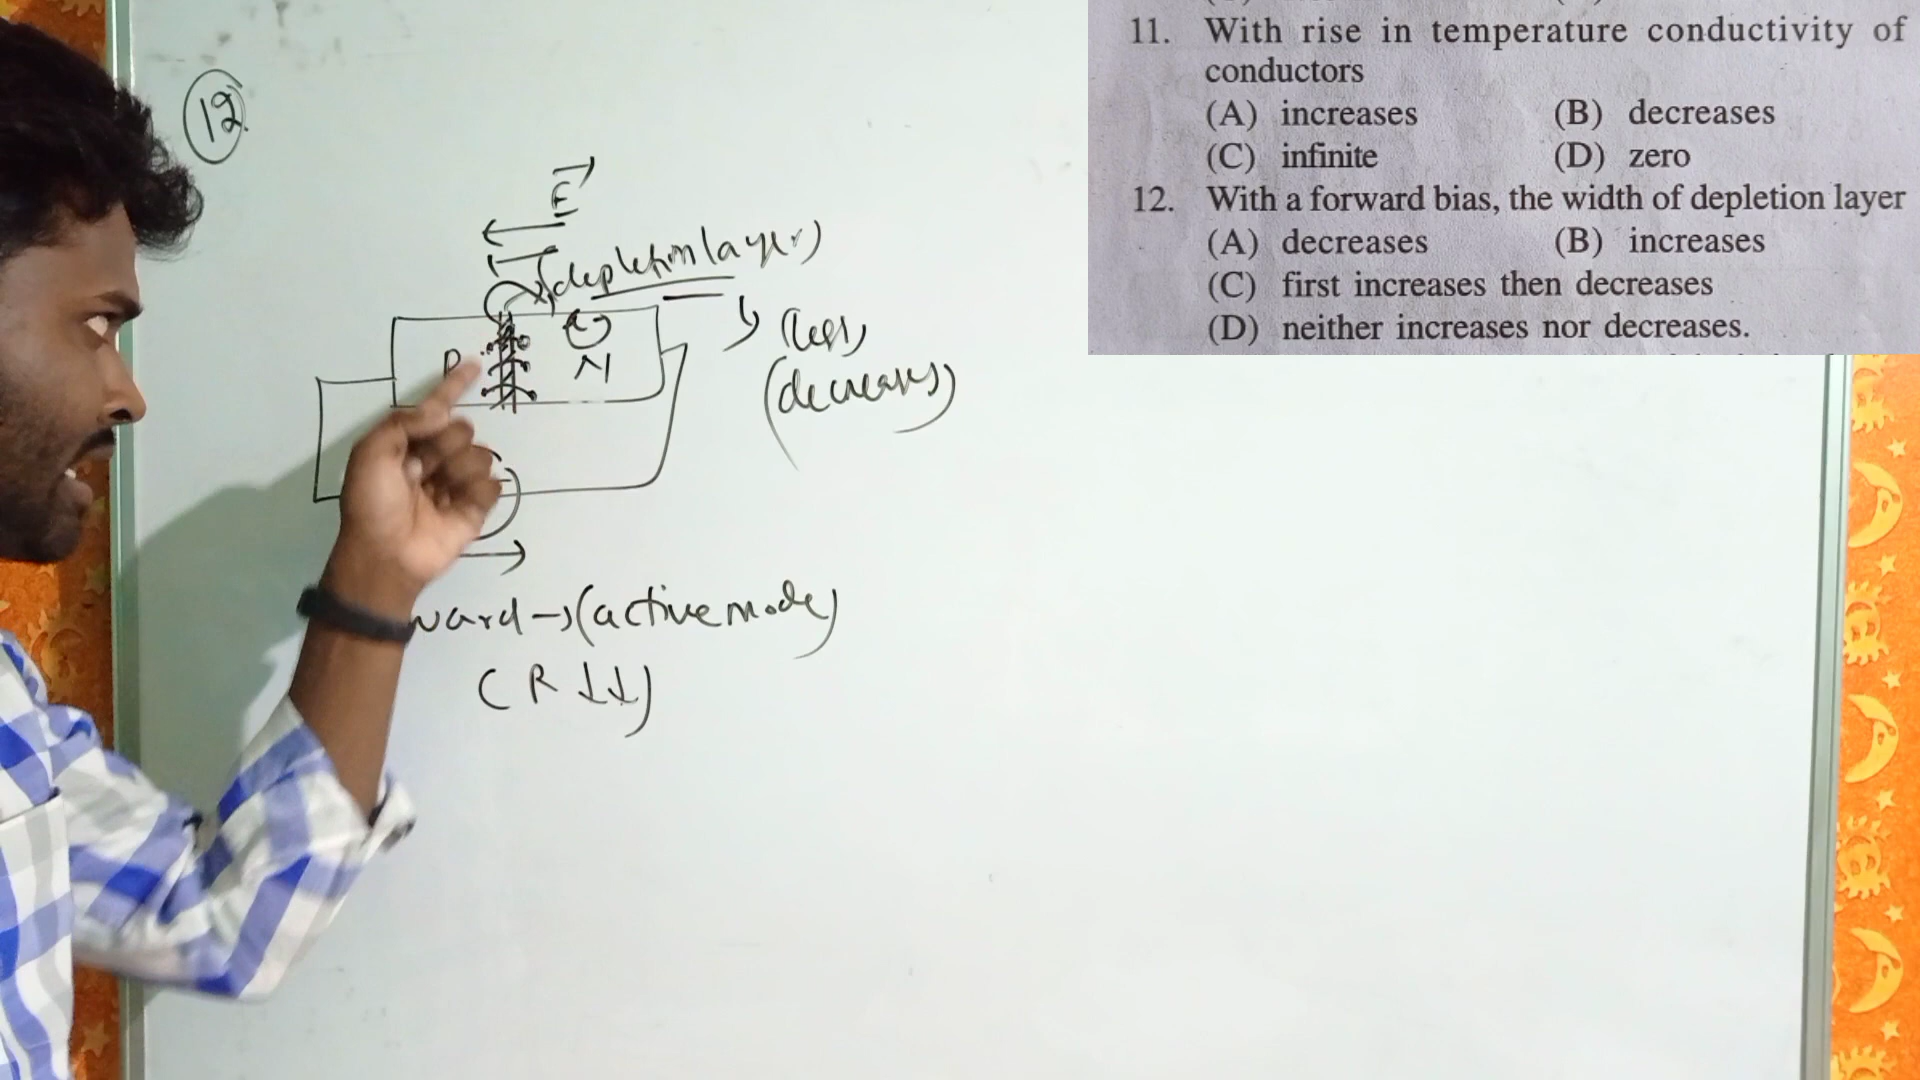 11. With rise in temperature conductivity of
conductors
(A) increases (B) decreases
(C) infinite (D) zero
12. With a forward bias, the width of depletion layer
(A) decreases (B) increases
(C) first increases then decreases
(D) neither increases nor decreases.
12
E
(depletion layer)
(less)
P N
(decreases)
ward → (active mode)
(R ↓↓)